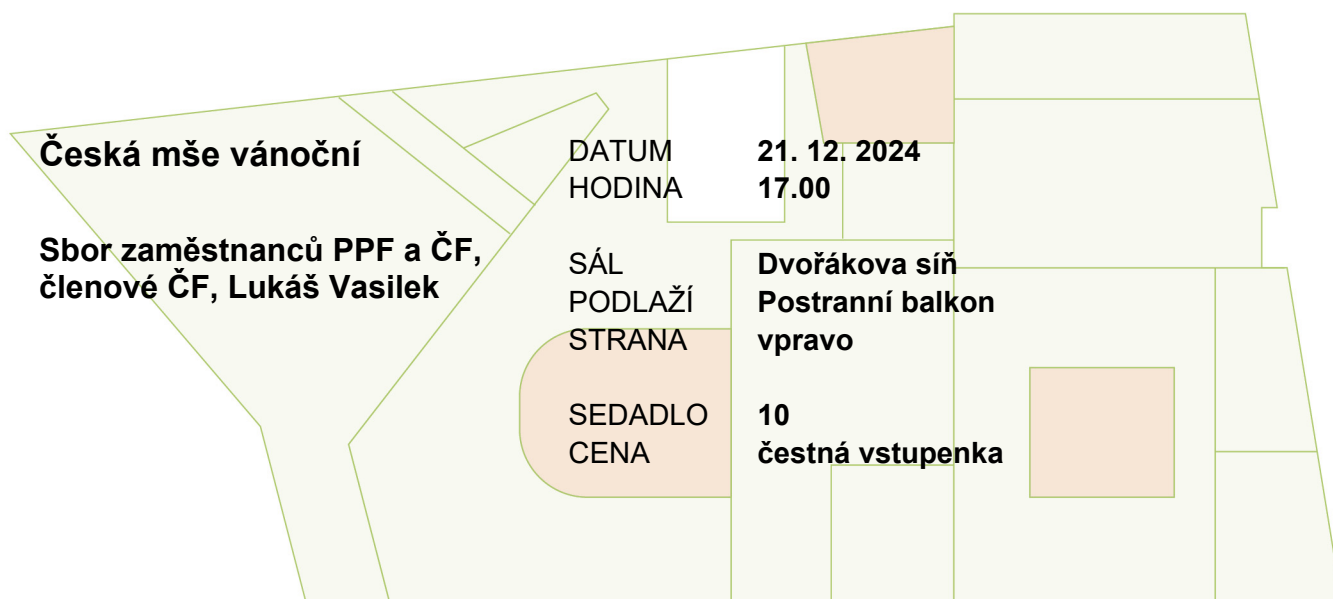 Česká mše vánoční
Sbor zaměstnanců PPF a ČF,
členové ČF, Lukáš Vasilek
DATUM 21. 12. 2024
HODINA 17.00
SÁL Dvořákova síň
PODLAŽÍ Postranní balkon
STRANA vpravo
SEDADLO 10
CENA čestná vstupenka